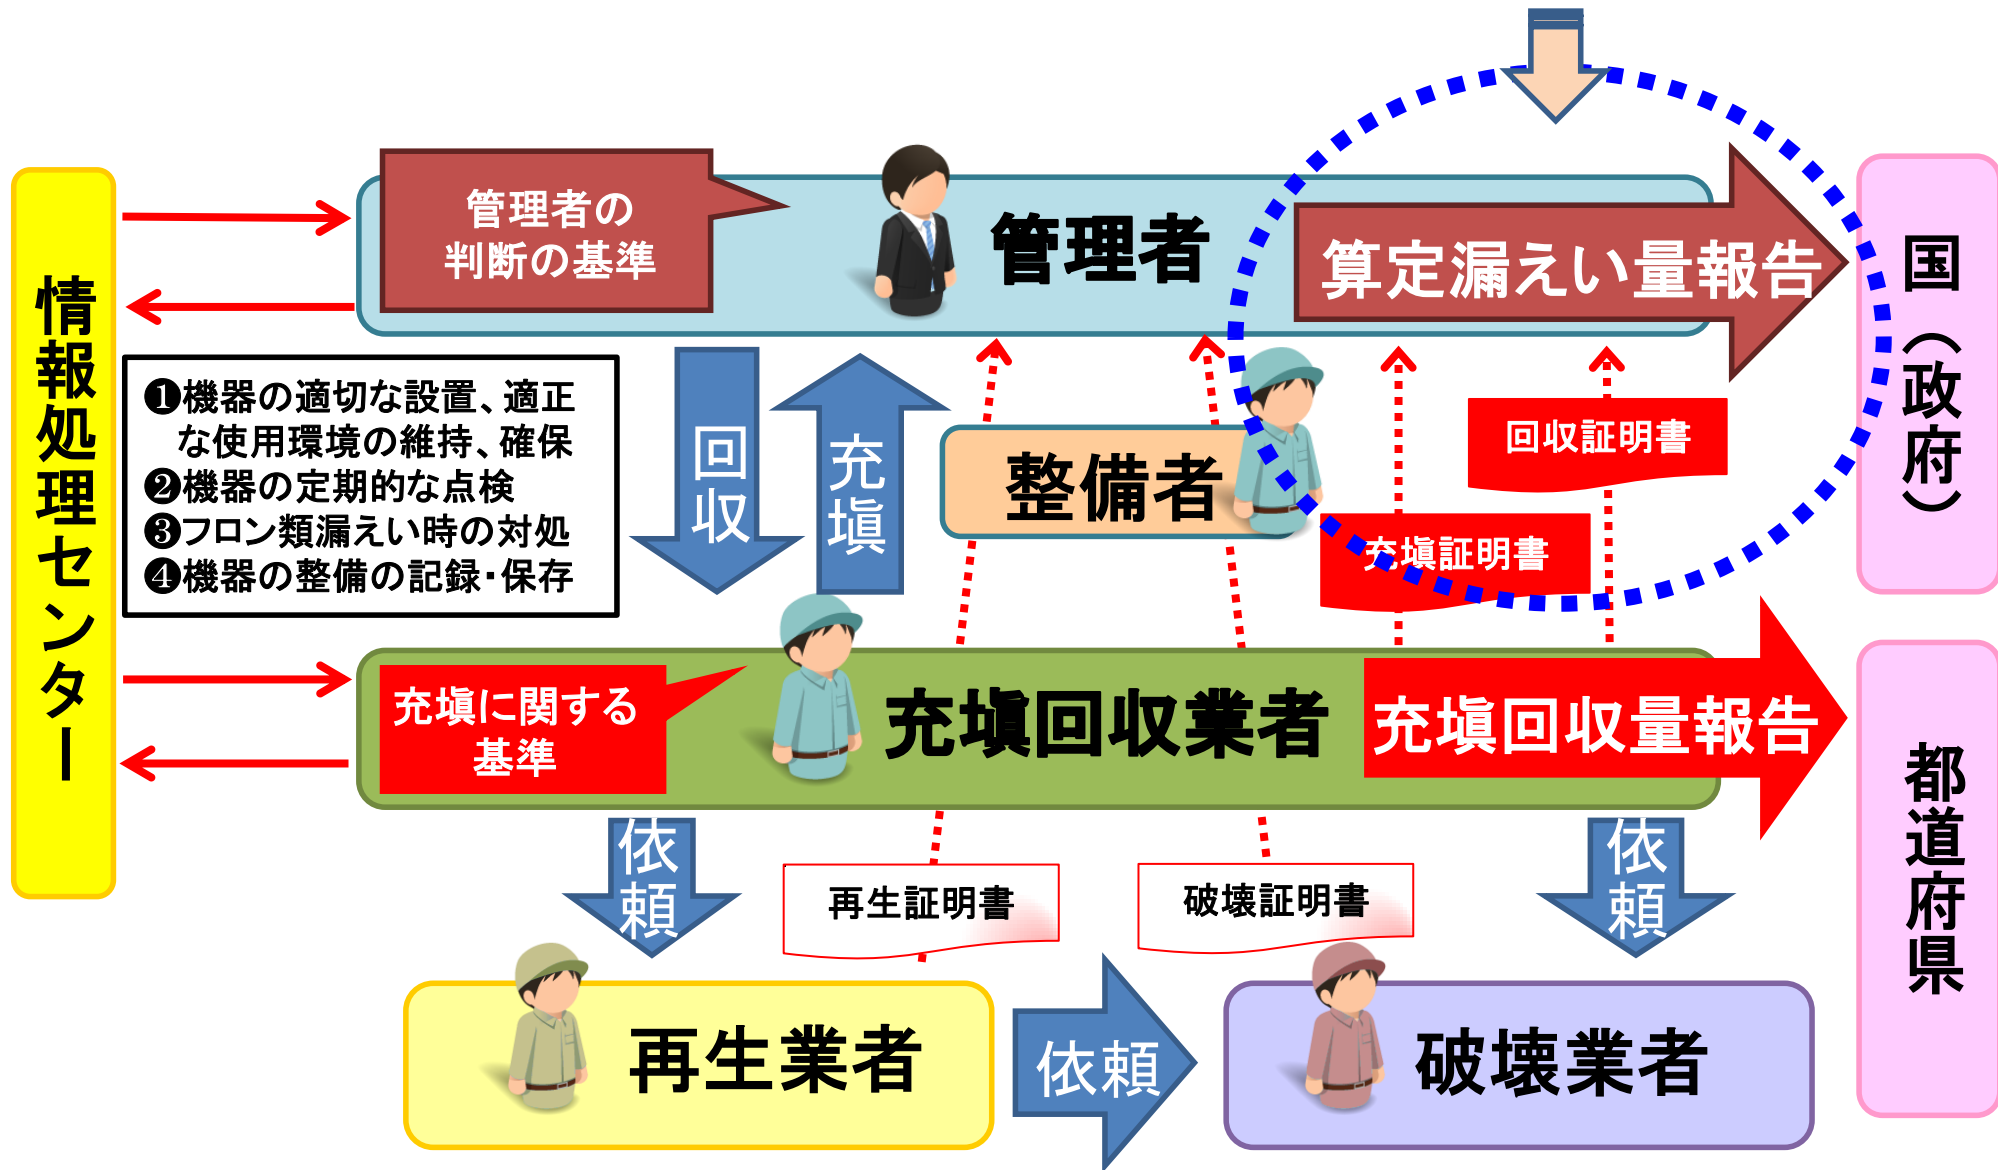 情報処理センター
管理者の
判断の基準
管理者
算定漏えい量報告
国(政府)
❶機器の適切な設置、適正
な使用環境の維持、確保
❷機器の定期的な点検
❸フロン類漏えい時の対処
❹機器の整備の記録・保存
回収
充塡
整備者
回収証明書
充塡証明書
充塡に関する
基準
充塡回収業者
充塡回収量報告
都道府県
依頼
再生証明書
破壊証明書
依頼
再生業者
依頼
破壊業者